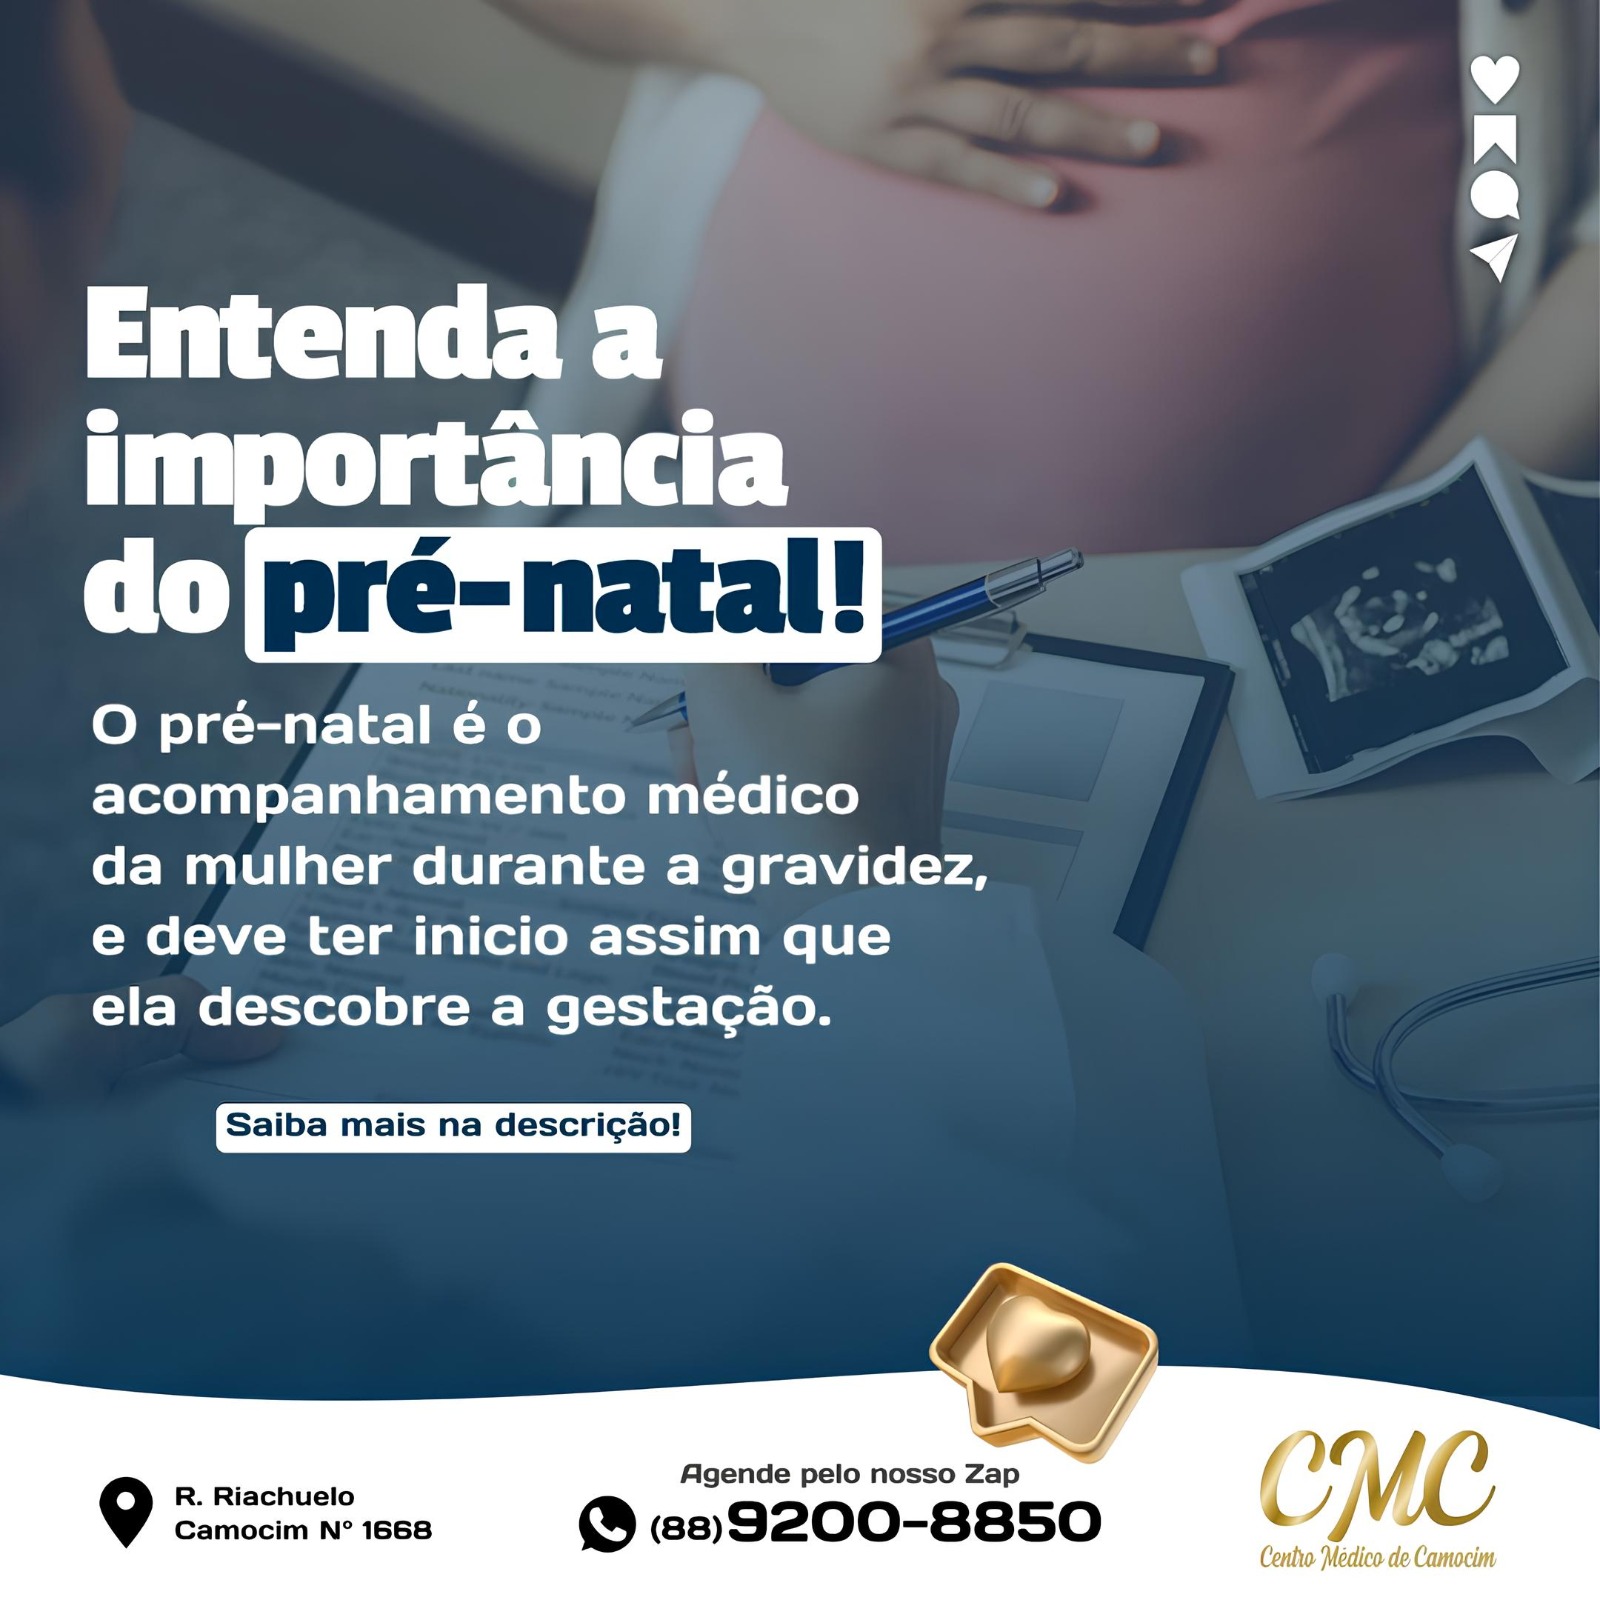 Entenda a
importância
do pré-natal!
O pré-natal é o
acompanhamento médico
da mulher durante a gravidez,
e deve ter inicio assim que
ela descobre a gestação.
Saiba mais na descrição!
R. Riachuelo
Camocim Nº 1668
Agende pelo nosso Zap
(88) 9200-8850
CMC
Centro Médico de Camocim